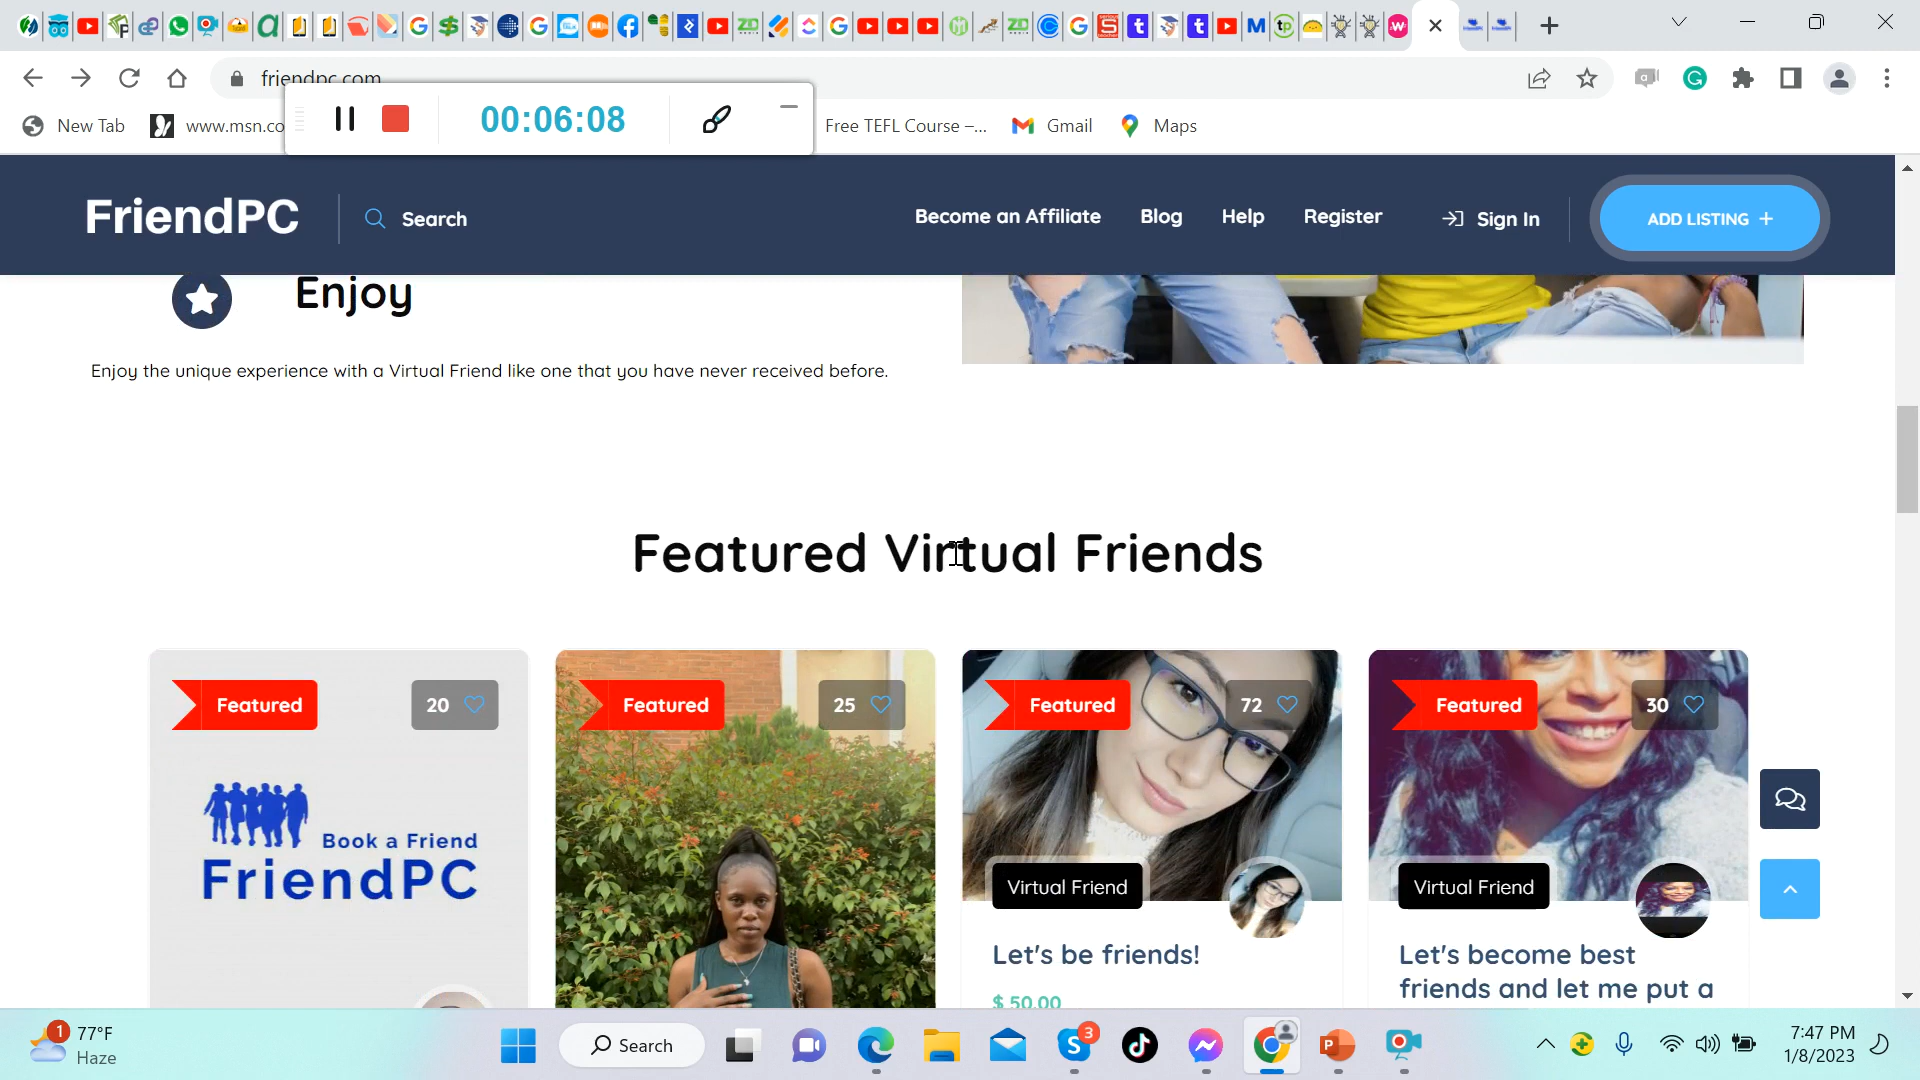 friendpc.com
New Tab
www.msn.co
00:06:08
Free TEFL Course –...
Gmail
Maps
FriendPC
Search
Become an Affiliate
Blog
Help
Register
Sign In
ADD LISTING +
Enjoy
Enjoy the unique experience with a Virtual Friend like one that you have never received before.
Featured Virtual Friends
Featured
20
Featured
25
Featured
72
Featured
30
Book a Friend
FriendPC
Virtual Friend
Virtual Friend
Let's be friends!
$ 50.00
Let's become best
friends and let me put a
1
77°F
Haze
Search
3
7:47 PM
1/8/2023